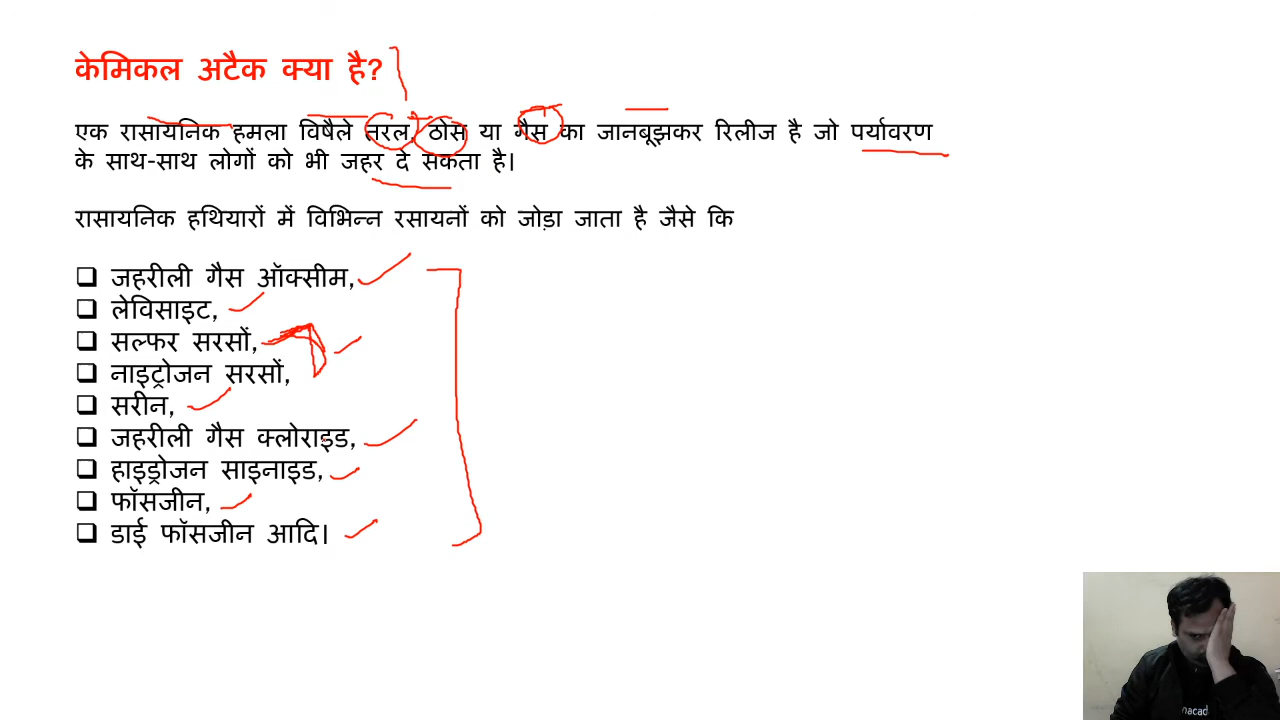 केमिकल अटैक क्या है?
एक रासायनिक हमला विषैले तरल, ठोस या गैस का जानबूझकर रिलीज है जो पर्यावरण
के साथ-साथ लोगों को भी जहर दे सकता है।
रासायनिक हथियारों में विभिन्न रसायनों को जोड़ा जाता है जैसे कि
❑ जहरीली गैस ऑक्सीम,
❑ लेविसाइट,
❑ सल्फर सरसों,
❑ नाइट्रोजन सरसों,
❑ सरीन,
❑ जहरीली गैस क्लोराइड,
❑ हाइड्रोजन साइनाइड,
❑ फॉसजीन,
❑ डाई फॉसजीन आदि।